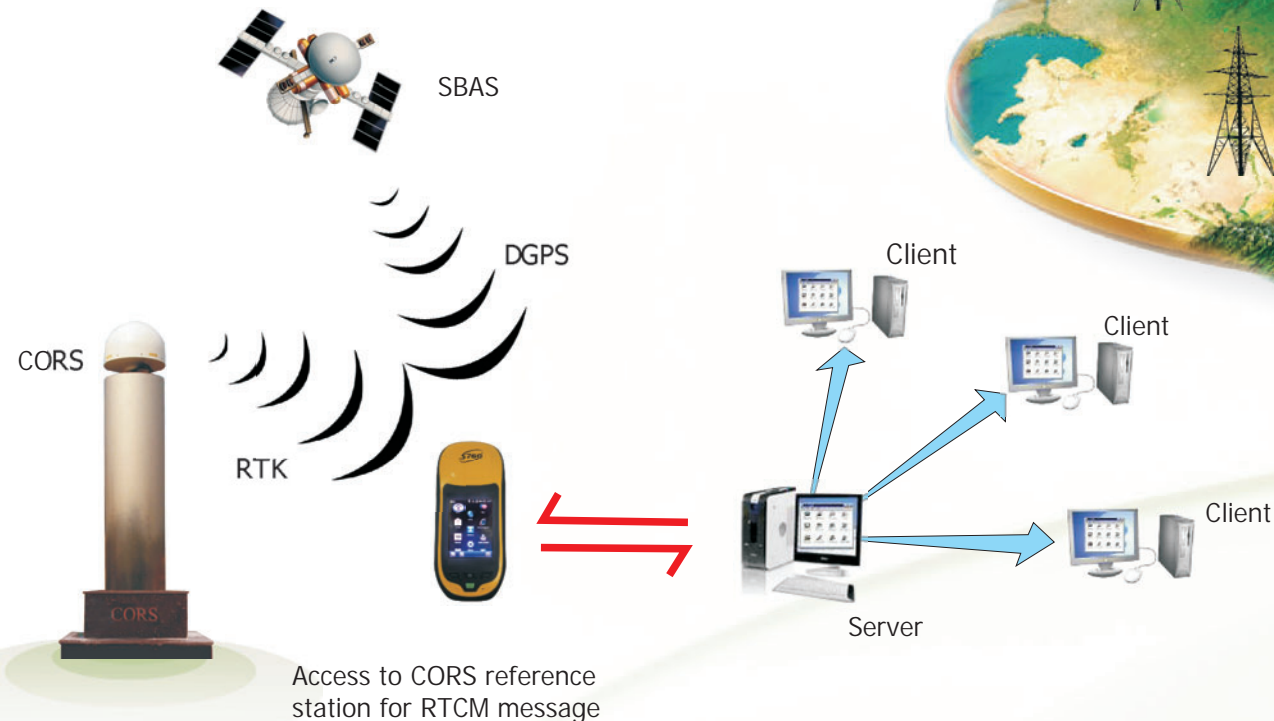 SBAS
DGPS
CORS
RTK
CORS
Client
Client
Client
Server
Access to CORS reference
station for RTCM message